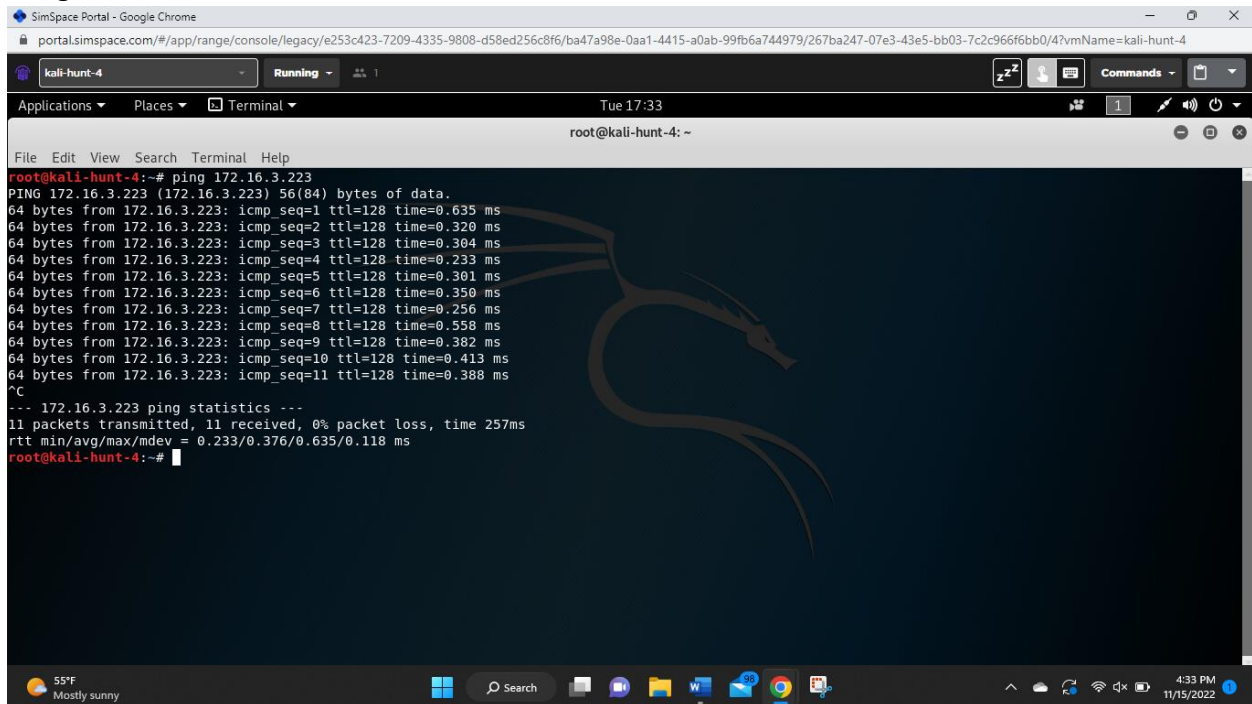 SimSpace Portal - Google Chrome
portal.simspace.com/#/app/range/console/legacy/e253c423-7209-4335-9808-d58ed256c8f6/ba47a98e-0aa1-4415-a0ab-99fb6a744979/267ba247-07e3-43e5-bb03-7c2c966f6bb0/4?vmName=kali-hunt-4
kali-hunt-4 Running 1 zzz Commands
Applications Places Terminal Tue 17:33 1
root@kali-hunt-4: ~
File Edit View Search Terminal Help
root@kali-hunt-4:~# ping 172.16.3.223
PING 172.16.3.223 (172.16.3.223) 56(84) bytes of data.
64 bytes from 172.16.3.223: icmp_seq=1 ttl=128 time=0.635 ms
64 bytes from 172.16.3.223: icmp_seq=2 ttl=128 time=0.320 ms
64 bytes from 172.16.3.223: icmp_seq=3 ttl=128 time=0.304 ms
64 bytes from 172.16.3.223: icmp_seq=4 ttl=128 time=0.233 ms
64 bytes from 172.16.3.223: icmp_seq=5 ttl=128 time=0.301 ms
64 bytes from 172.16.3.223: icmp_seq=6 ttl=128 time=0.350 ms
64 bytes from 172.16.3.223: icmp_seq=7 ttl=128 time=0.256 ms
64 bytes from 172.16.3.223: icmp_seq=8 ttl=128 time=0.558 ms
64 bytes from 172.16.3.223: icmp_seq=9 ttl=128 time=0.382 ms
64 bytes from 172.16.3.223: icmp_seq=10 ttl=128 time=0.413 ms
64 bytes from 172.16.3.223: icmp_seq=11 ttl=128 time=0.388 ms
^C
--- 172.16.3.223 ping statistics ---
11 packets transmitted, 11 received, 0% packet loss, time 257ms
rtt min/avg/max/mdev = 0.233/0.376/0.635/0.118 ms
root@kali-hunt-4:~#
55°F
Mostly sunny
Search
W
98
4:33 PM
11/15/2022
1